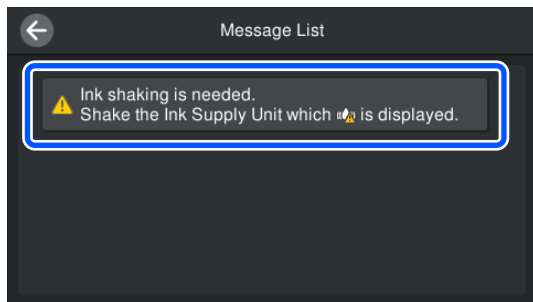 Message List
Ink shaking is needed.
Shake the Ink Supply Unit which is displayed.